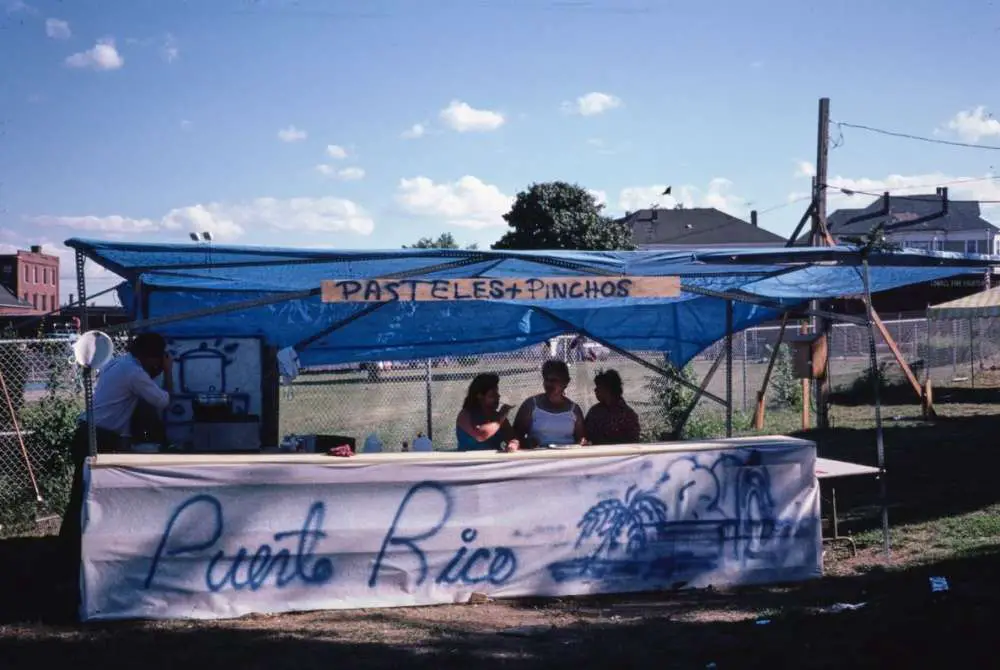 PASTELES + PINCHOS
Puerto Rico